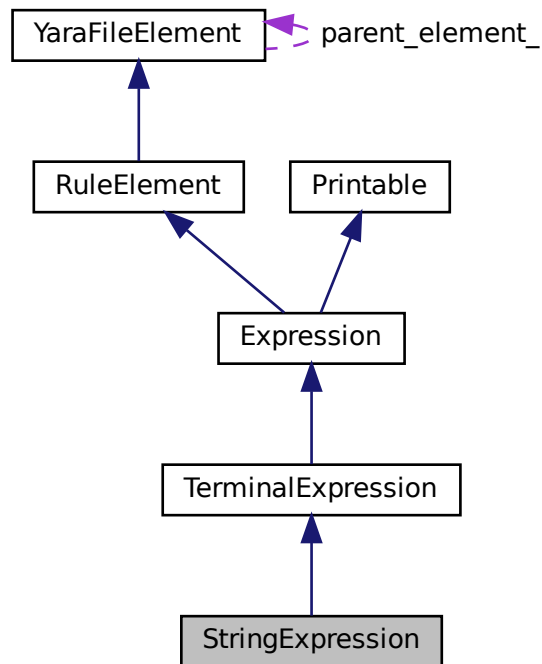 YaraFileElement
parent_element_
RuleElement
Printable
Expression
TerminalExpression
StringExpression